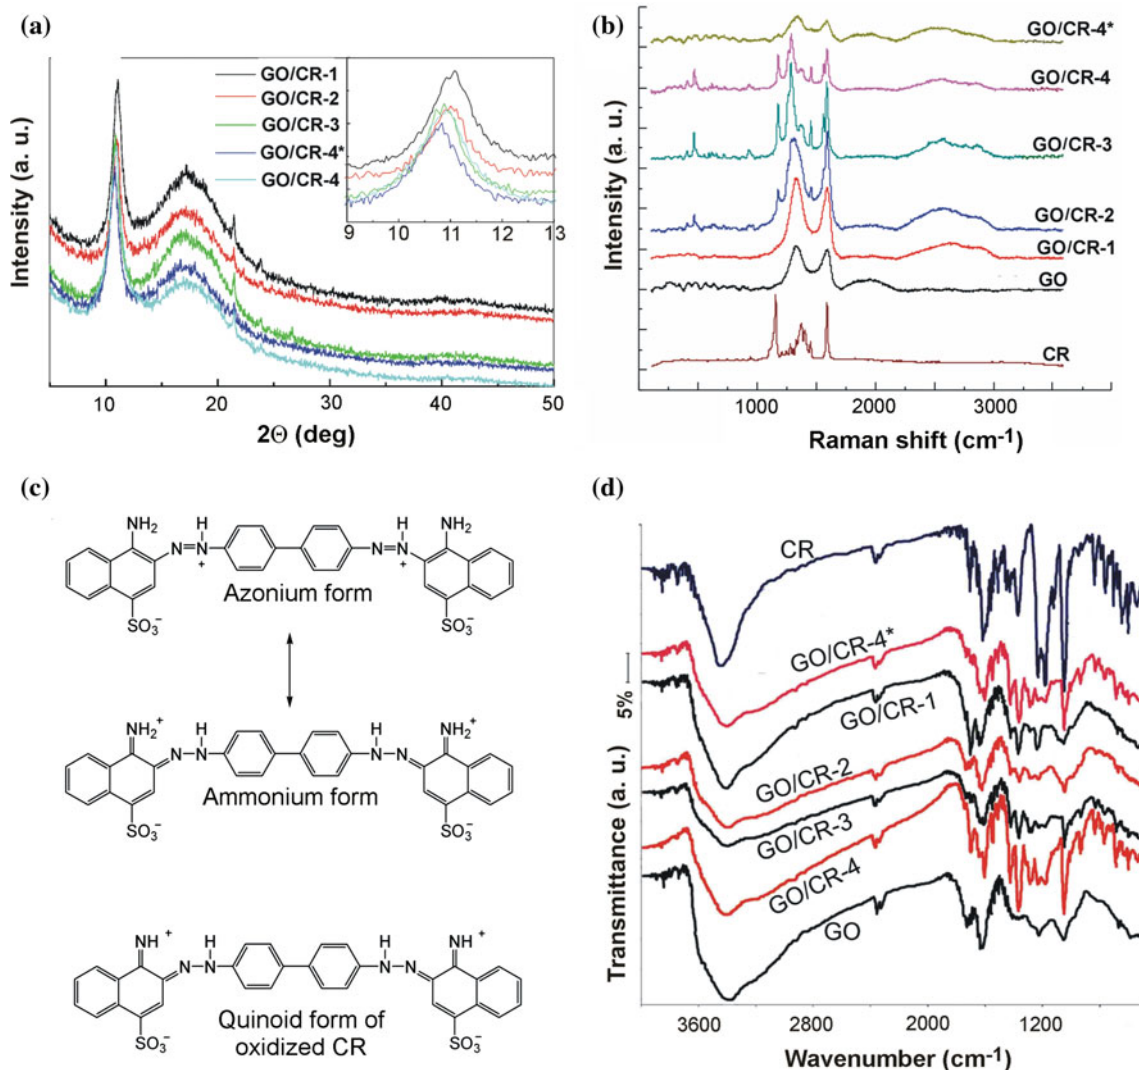 (a)
Intensity (a. u.)
GO/CR-1
GO/CR-2
GO/CR-3
GO/CR-4*
GO/CR-4
9 10 11 12 13
10 20 30 40 50
2Θ (deg)
(b)
Intensity (a. u.)
GO/CR-4*
GO/CR-4
GO/CR-3
GO/CR-2
GO/CR-1
GO
CR
1000 2000 3000
Raman shift (cm-1)
(c)
NH2 H H NH2
N=N N=N
+ +
SO3− SO3−
Azonium form
NH2+ H H NH2+
N−N N−N
SO3− SO3−
Ammonium form
NH+ H H NH+
N−N N−N
SO3− SO3−
Quinoid form of
oxidized CR
(d)
Transmittance (a. u.)
5%
CR
GO/CR-4*
GO/CR-1
GO/CR-2
GO/CR-3
GO/CR-4
GO
3600 2800 2000 1200
Wavenumber (cm-1)